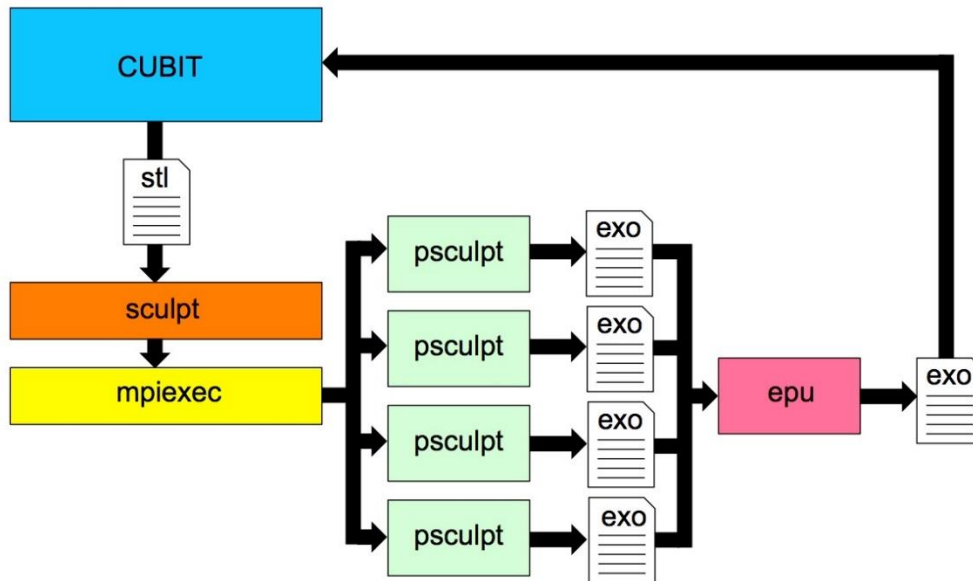 CUBIT
stl
sculpt
mpiexec
psculpt
exo
psculpt
exo
psculpt
exo
psculpt
exo
epu
exo